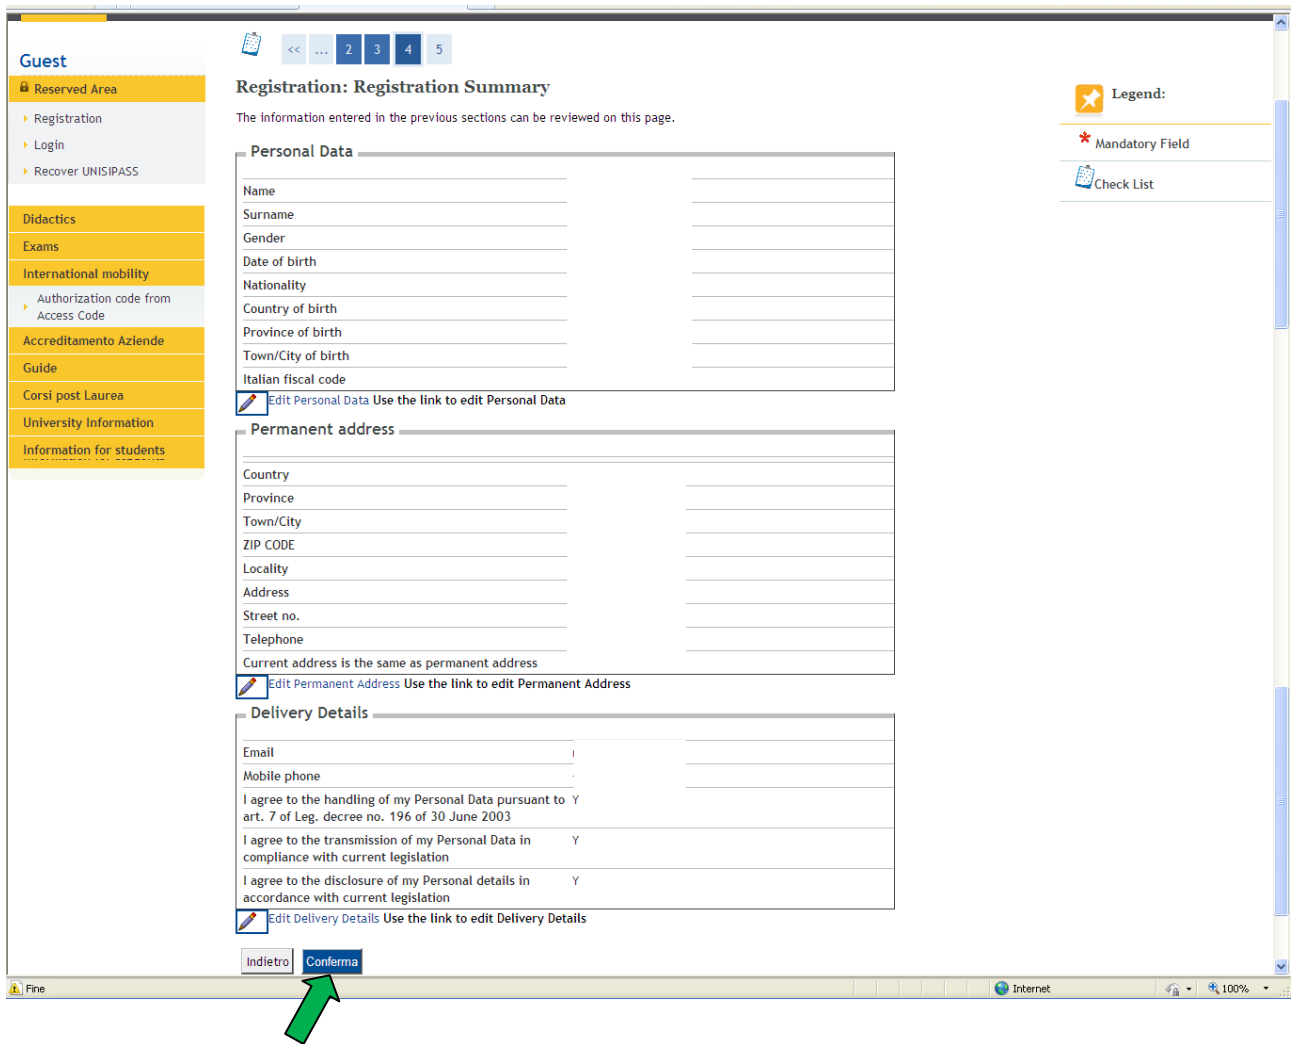 Guest
Reserved Area
Registration
Login
Recover UNISIPASS
Didactics
Exams
International mobility
Authorization code from
Access Code
Accreditamento Aziende
Guide
Corsi post Laurea
University Information
Information for students
<< ... 2 3 4 5
Registration: Registration Summary
The information entered in the previous sections can be reviewed on this page.
Personal Data
Name
Surname
Gender
Date of birth
Nationality
Country of birth
Province of birth
Town/City of birth
Italian fiscal code
Edit Personal Data Use the link to edit Personal Data
Permanent address
Country
Province
Town/City
ZIP CODE
Locality
Address
Street no.
Telephone
Current address is the same as permanent address
Edit Permanent Address Use the link to edit Permanent Address
Delivery Details
Email
Mobile phone
I agree to the handling of my Personal Data pursuant to Y
art. 7 of Leg. decree no. 196 of 30 June 2003
I agree to the transmission of my Personal Data in Y
compliance with current legislation
I agree to the disclosure of my Personal details in Y
accordance with current legislation
Edit Delivery Details Use the link to edit Delivery Details
Indietro Conferma
Legend:
* Mandatory Field
Check List
Fine Internet 100%